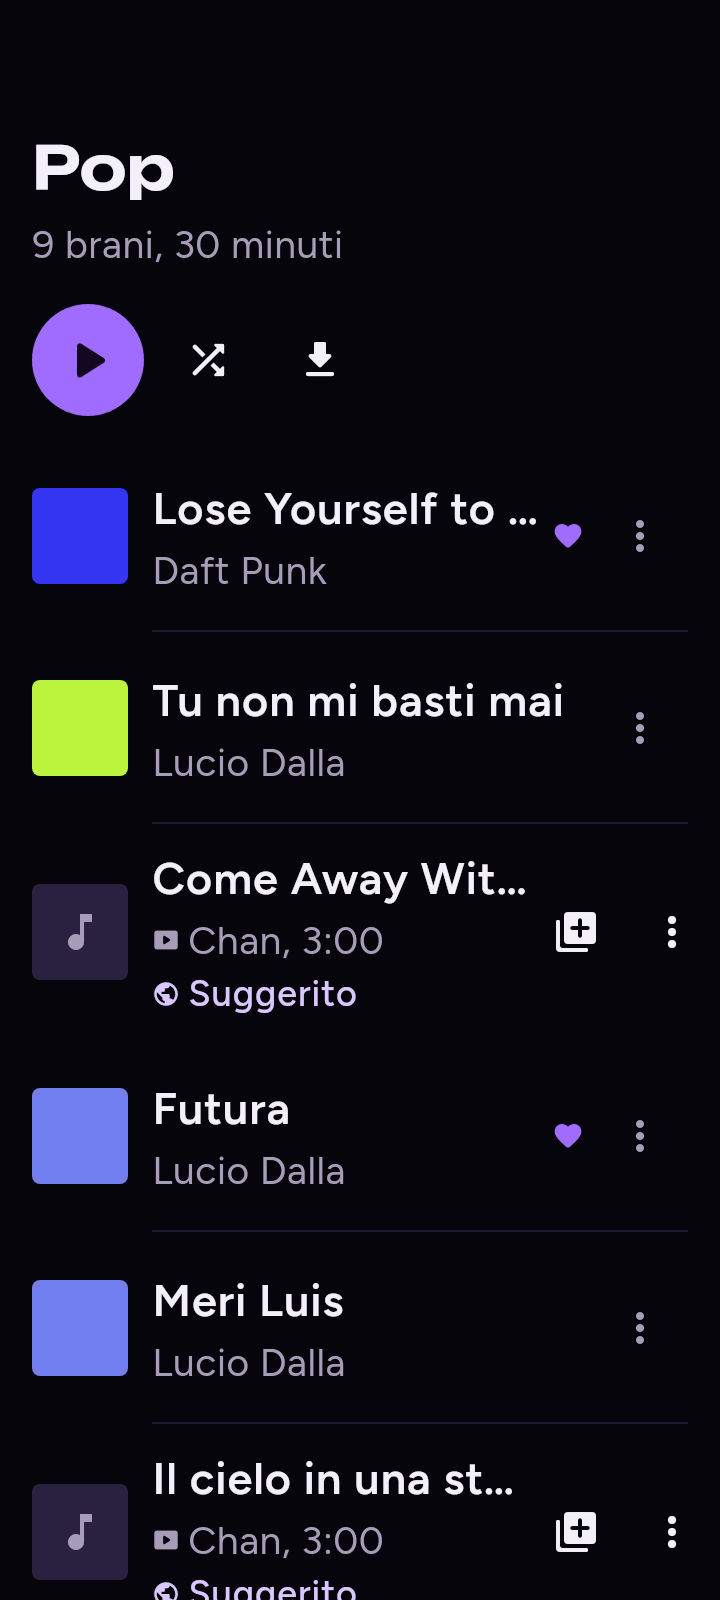 Pop
9 brani, 30 minuti
Lose Yourself to ...
Daft Punk
Tu non mi basti mai
Lucio Dalla
Come Away Wit...
Chan, 3:00
Suggerito
Futura
Lucio Dalla
Meri Luis
Lucio Dalla
Il cielo in una st...
Chan, 3:00
Suggerito